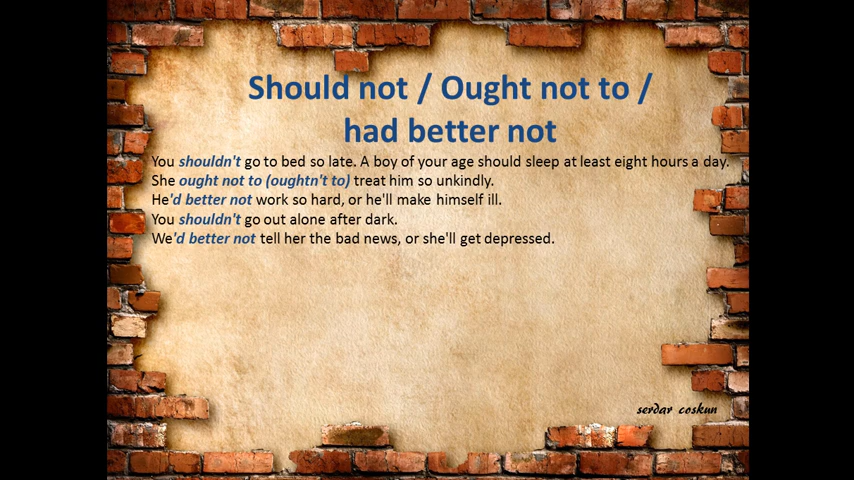 Should not / Ought not to /
had better not
You shouldn't go to bed so late. A boy of your age should sleep at least eight hours a day.
She ought not to (oughtn't to) treat him so unkindly.
He'd better not work so hard, or he'll make himself ill.
You shouldn't go out alone after dark.
We'd better not tell her the bad news, or she'll get depressed.
serdar coskun